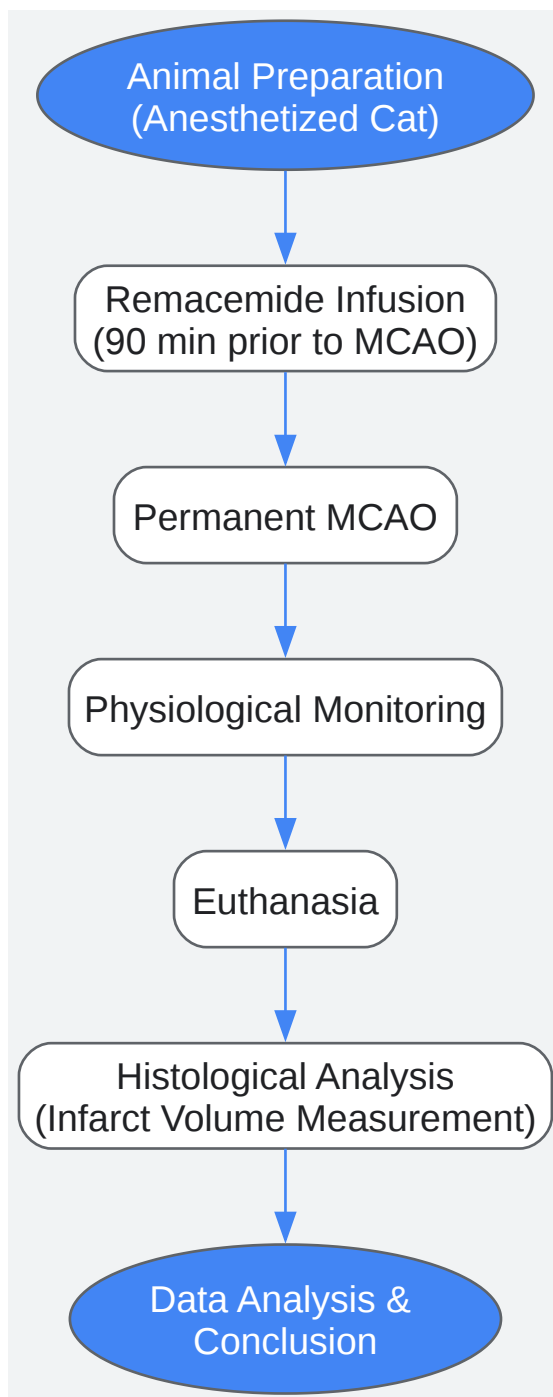 Animal Preparation
(Anesthetized Cat)
Remacemide Infusion
(90 min prior to MCAO)
Permanent MCAO
Physiological Monitoring
Euthanasia
Histological Analysis
(Infarct Volume Measurement)
Data Analysis &
Conclusion